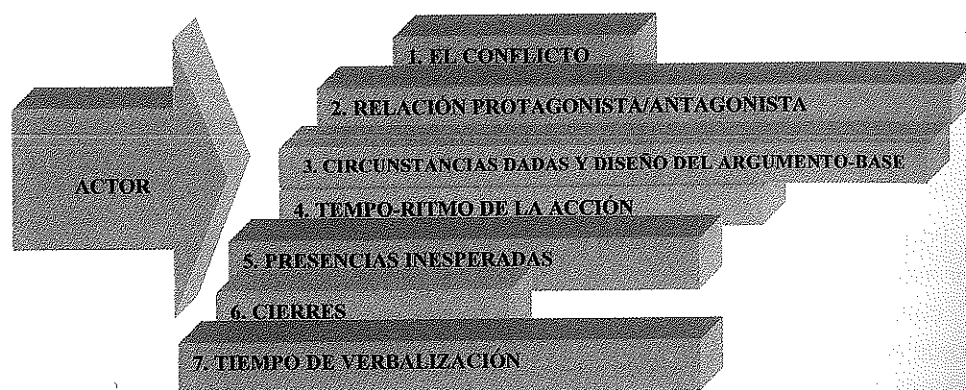 ACTOR
1. EL CONFLICTO
2. RELACIÓN PROTAGONISTA/ANTAGONISTA
3. CIRCUNSTANCIAS DADAS Y DISEÑO DEL ARGUMENTO-BASE
4. TEMPO-RITMO DE LA ACCIÓN
5. PRESENCIAS INESPERADAS
6. CIERRES
7. TIEMPO DE VERBALIZACIÓN